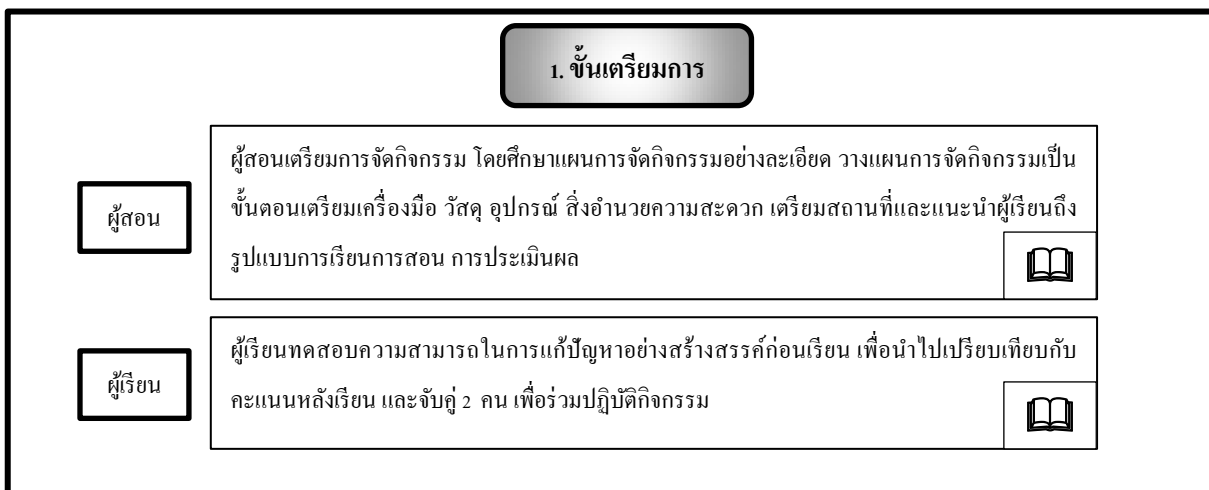 1. ขั้นเตรียมการ
ผู้สอน
ผู้สอนเตรียมการจัดกิจกรรม โดยศึกษาแผนการจัดกิจกรรมอย่างละเอียด วางแผนการจัดกิจกรรมเป็น
ขั้นตอนเตรียมเครื่องมือ วัสดุ อุปกรณ์ สิ่งอำนวยความสะดวก เตรียมสถานที่และแนะนำผู้เรียนถึง
รูปแบบการเรียนการสอน การประเมินผล
ผู้เรียน
ผู้เรียนทดสอบความสามารถในการแก้ปัญหาอย่างสร้างสรรค์ก่อนเรียน เพื่อนำไปเปรียบเทียบกับ
คะแนนหลังเรียน และจับคู่ 2 คน เพื่อร่วมปฏิบัติกิจกรรม